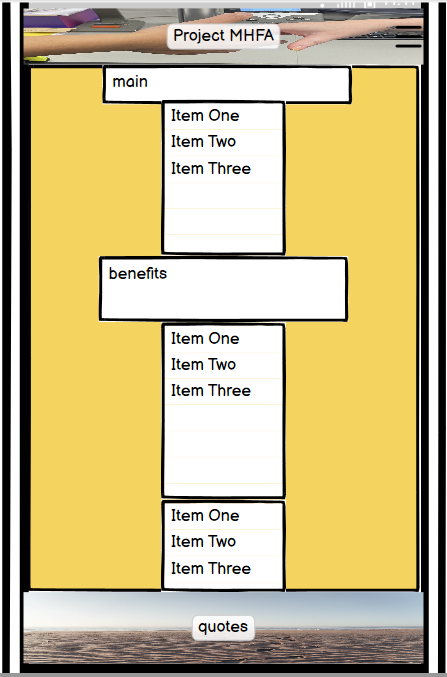 Project MHFA
main
Item One
Item Two
Item Three
benefits
Item One
Item Two
Item Three
Item One
Item Two
Item Three
quotes